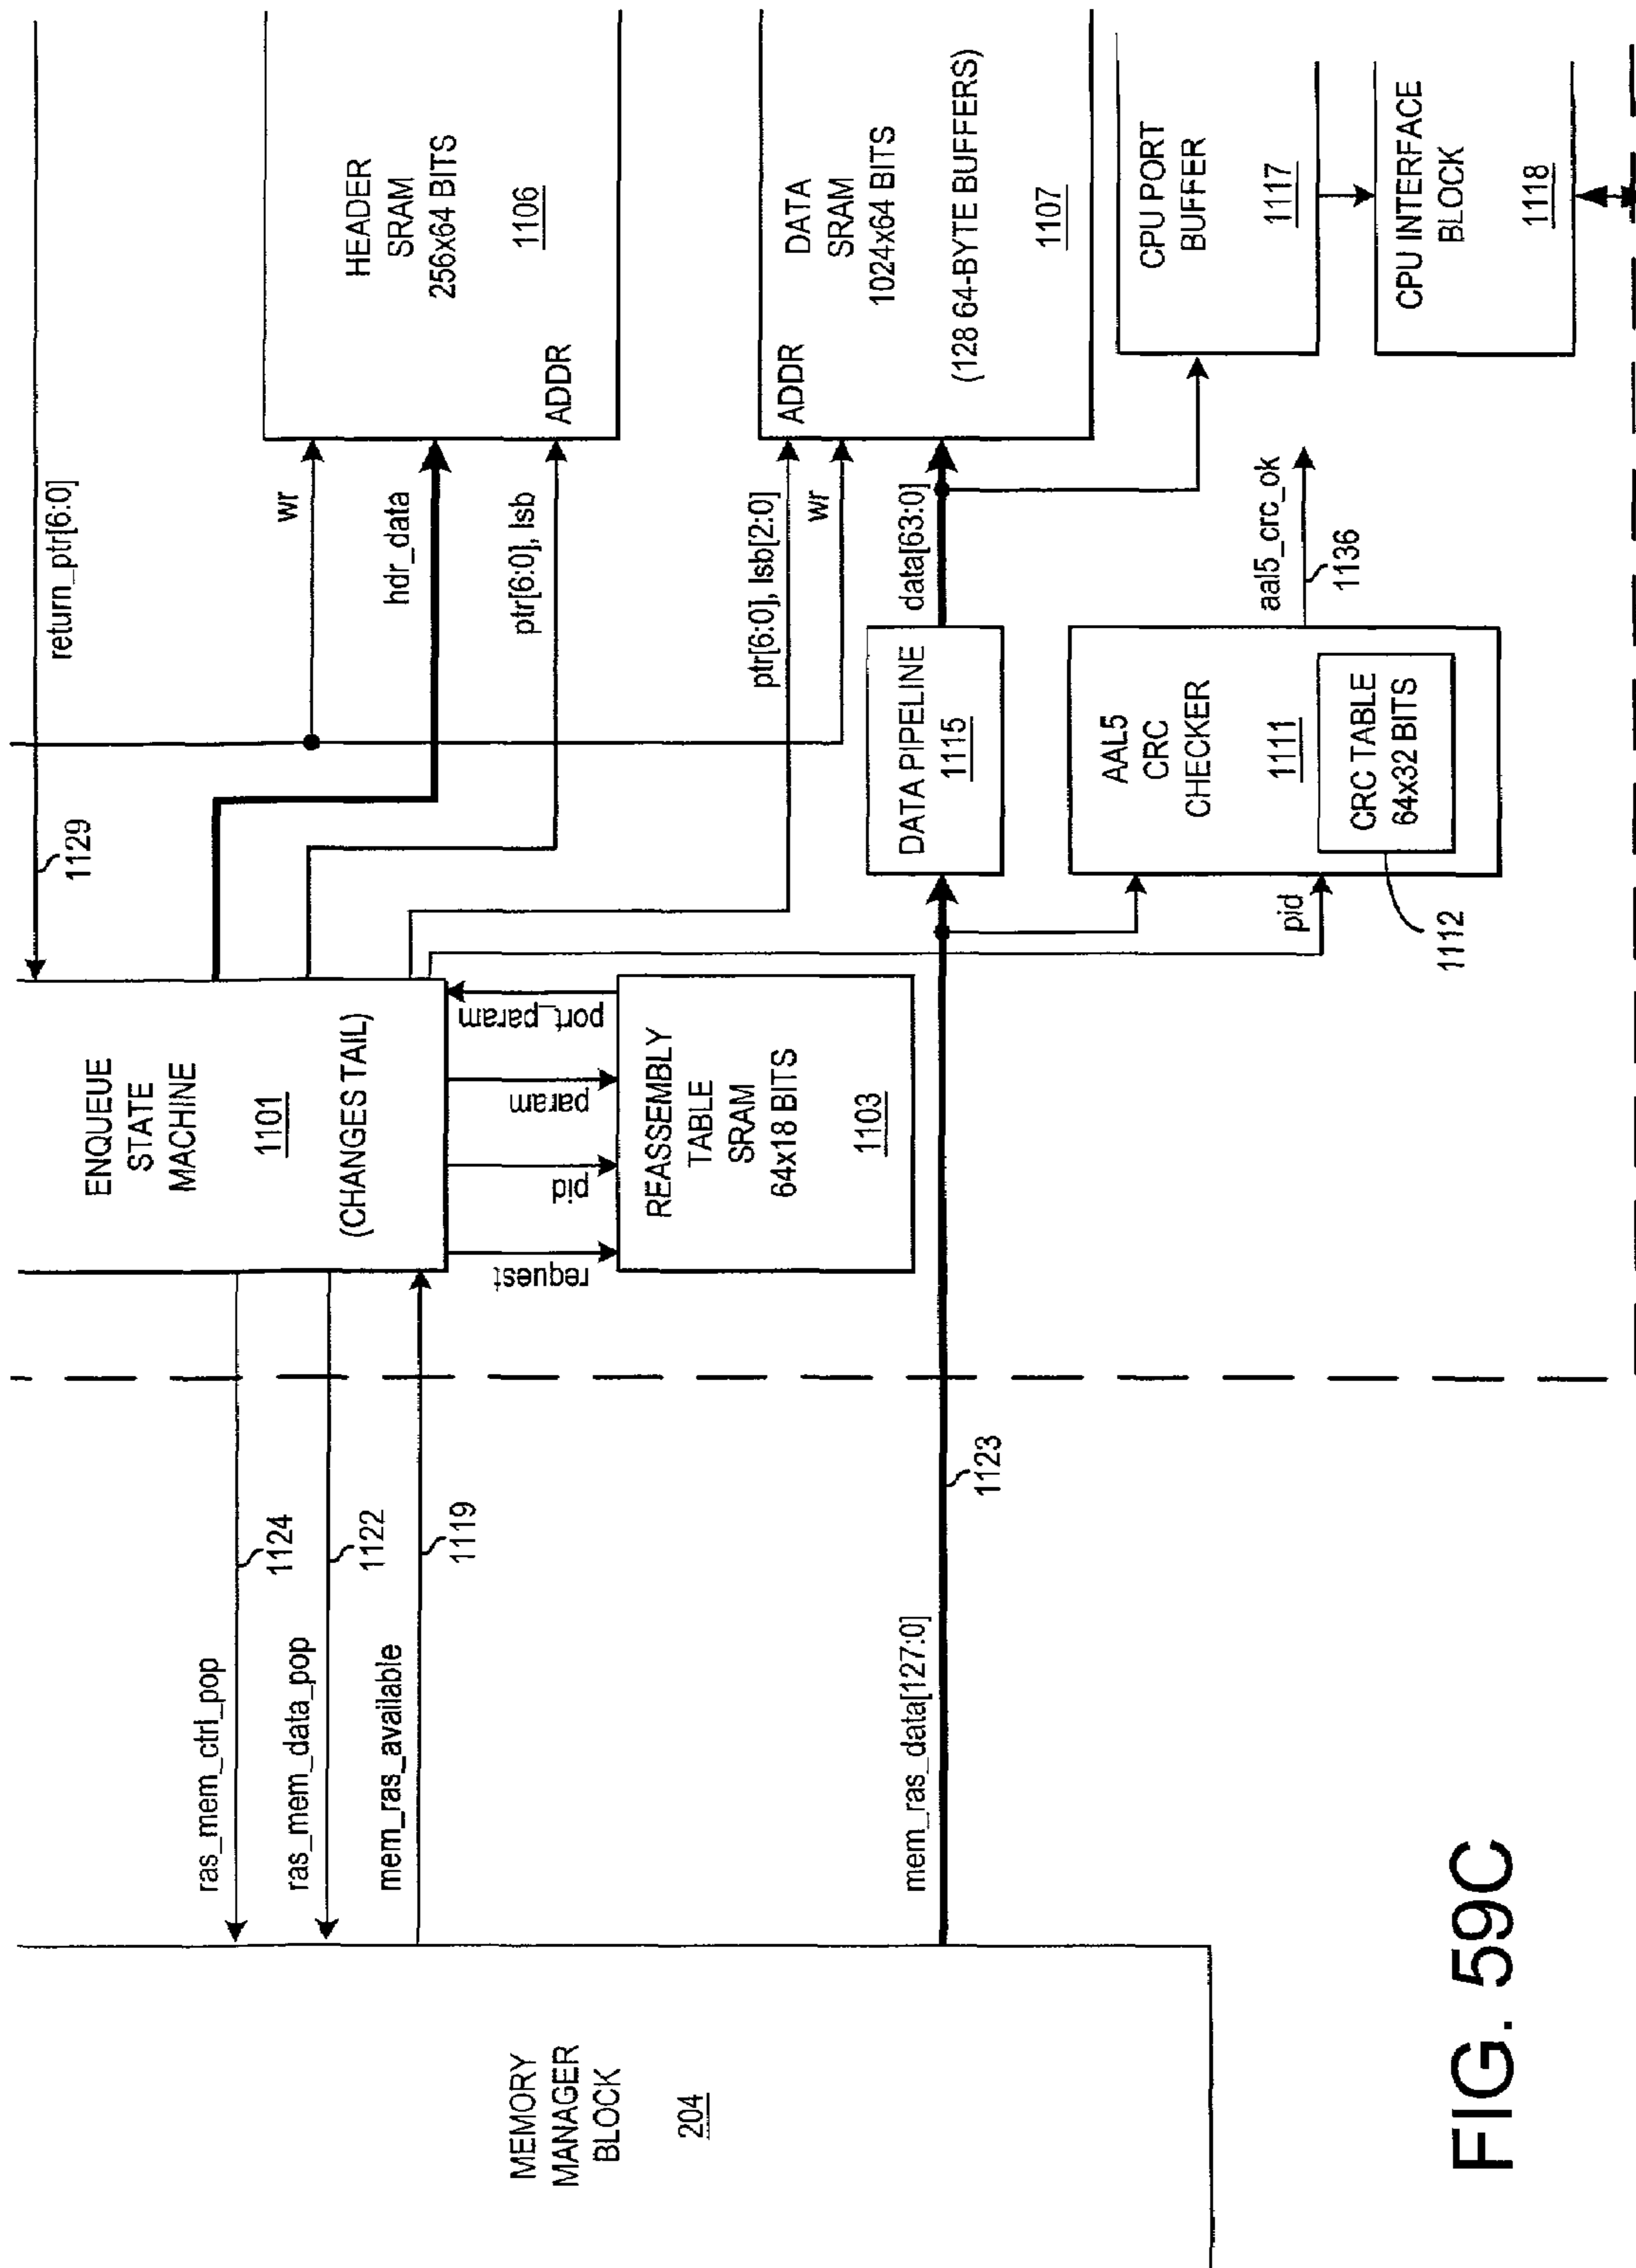 MEMORY
MANAGER
BLOCK
204
ras_mem_ctrl_pop
1124
ras_mem_data_pop
1122
mem_ras_available
1119
mem_ras_data[127:0]
1123
ENQUEUE
STATE
MACHINE
1101
(CHANGES TAIL)
request
pid
param
port_param
REASSEMBLY
TABLE
SRAM
64x18 BITS
1103
return_ptr[6:0]
1129
wr
hdr_data
ptr[6:0], lsb
HEADER
SRAM
256x64 BITS
1106
ADDR
ptr[6:0], lsb[2:0]
wr
data[63:0]
ADDR
DATA
SRAM
1024x64 BITS
(128 64-BYTE BUFFERS)
1107
DATA PIPELINE
1115
pid
AAL5
CRC
CHECKER
1111
CRC TABLE
64x32 BITS
1112
aal5_crc_ok
1136
CPU PORT
BUFFER
1117
CPU INTERFACE
BLOCK
1118
FIG. 59C